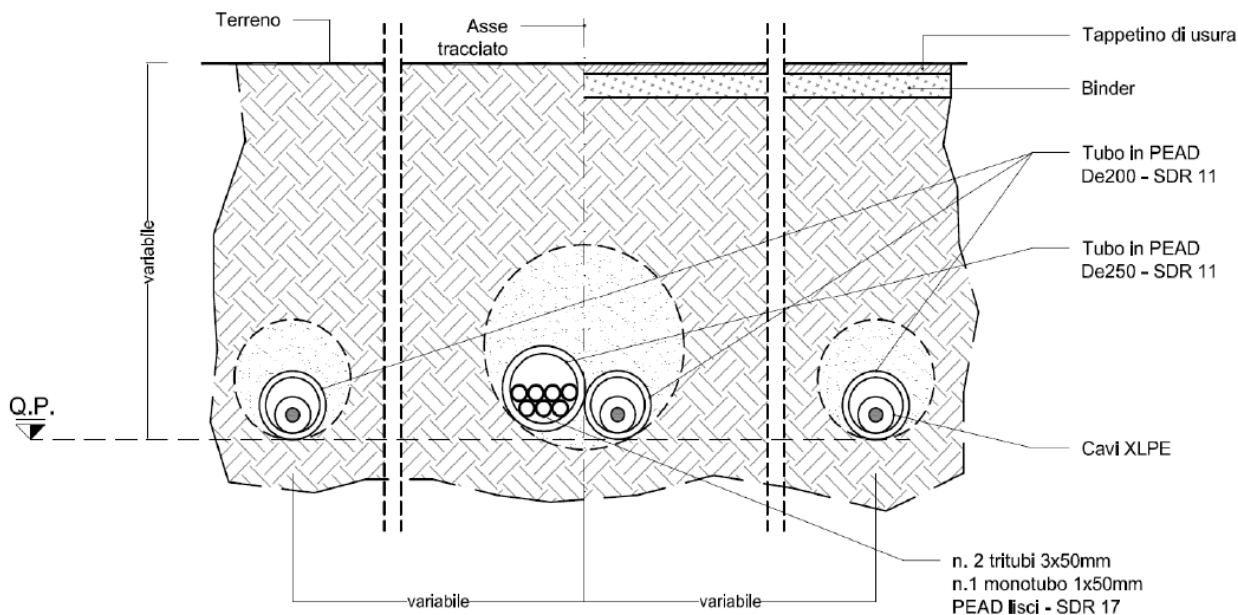 Terreno
Asse
tracciato
Tappetino di usura
Binder
Tubo in PEAD
De200 - SDR 11
variabile
Tubo in PEAD
De250 - SDR 11
Q.P.
Cavi XLPE
n. 2 tritubi 3x50mm
n.1 monotubo 1x50mm
PEAD lisci - SDR 17
variabile
variabile